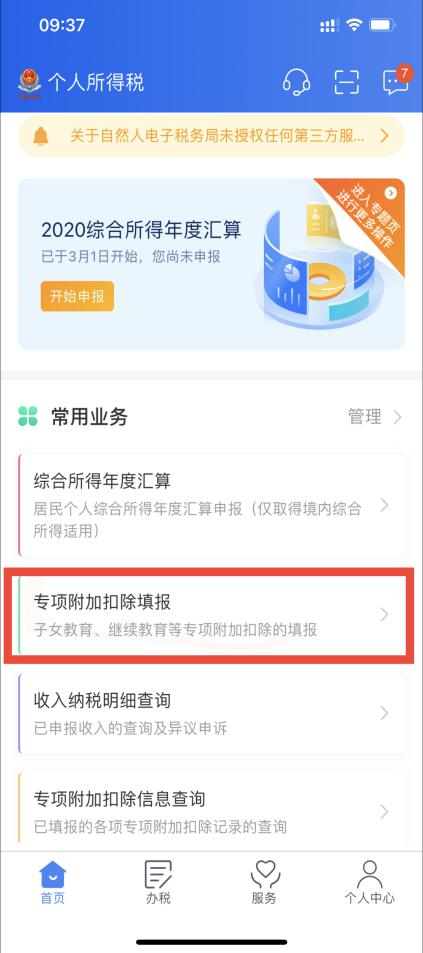 09:37
个人所得税
7
关于自然人电子税务局未授权任何第三方服...
进入专题页
进行更多操作
2020综合所得年度汇算
已于3月1日开始，您尚未申报
开始申报
常用业务
管理
综合所得年度汇算
居民个人综合所得年度汇算申报（仅取得境内综合
所得适用）
专项附加扣除填报
子女教育、继续教育等专项附加扣除的填报
收入纳税明细查询
已申报收入的查询及异议申诉
专项附加扣除信息查询
已填报的各项专项附加扣除记录的查询
首页
办税
服务
个人中心